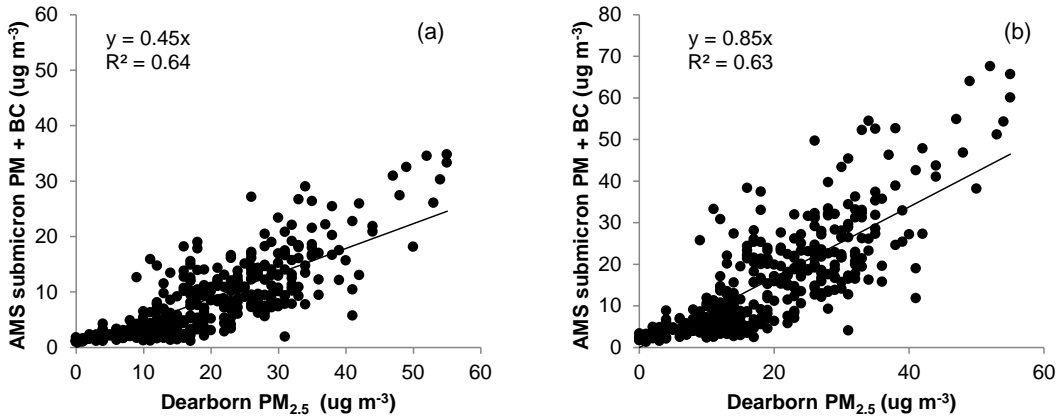 60
50
40
30
20
10
0
0 10 20 30 40 50 60
AMS submicron PM + BC (ug m⁻³)
Dearborn PM₂.₅ (ug m⁻³)
y = 0.45x
R² = 0.64
(a)
80
70
60
50
40
30
20
10
0
0 20 40 60
AMS submicron PM + BC (ug m⁻³)
Dearborn PM₂.₅ (ug m⁻³)
y = 0.85x
R² = 0.63
(b)